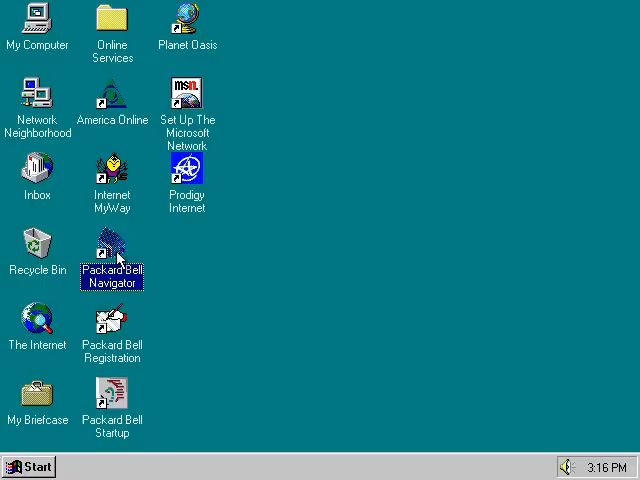 My Computer
Online
Services
Planet Oasis
Network
Neighborhood
America Online
msn.
Set Up The
Microsoft
Network
Inbox
Internet
MyWay
Prodigy
Internet
Recycle Bin
Packard Bell
Navigator
The Internet
Packard Bell
Registration
My Briefcase
Packard Bell
Startup
Start
3:16 PM